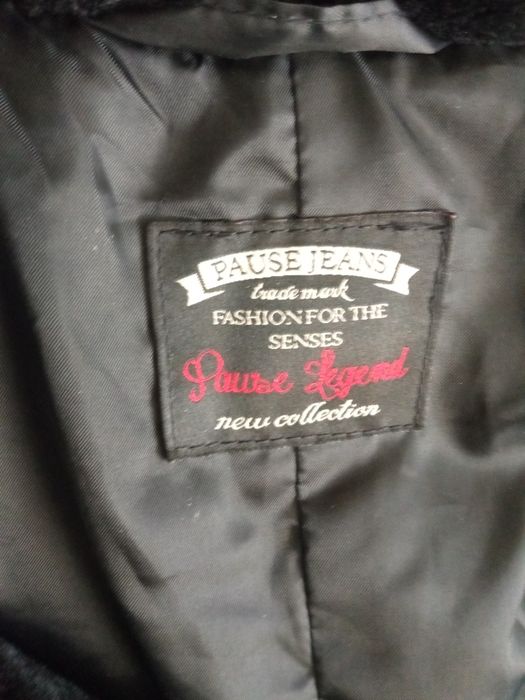 PAUSE JEANS
trade mark
FASHION FOR THE
SENSES
Pause Legend
new collection